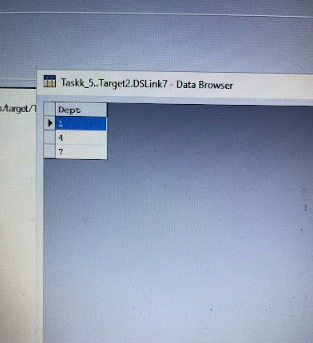 Taskk_5..Target2.DSLink7 - Data Browser
s/target/T
Dept
1
4
7